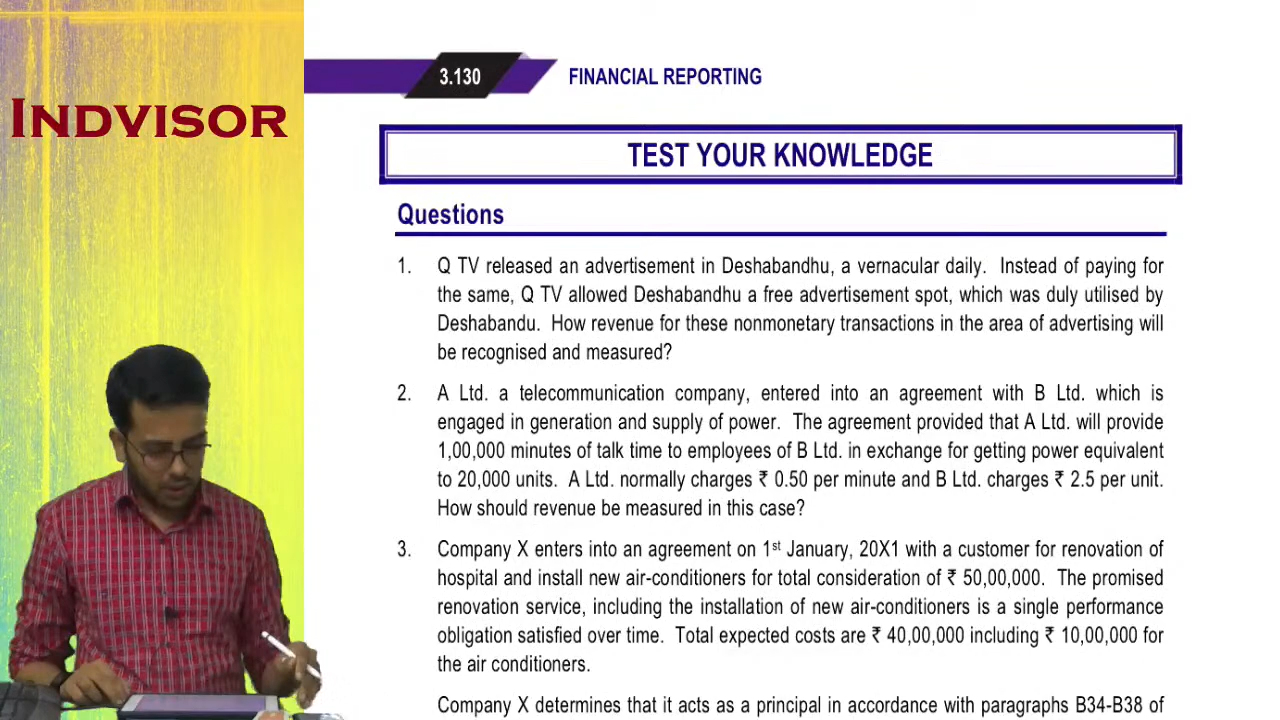 INDVISOR
3.130
FINANCIAL REPORTING
TEST YOUR KNOWLEDGE
Questions
1. Q TV released an advertisement in Deshabandhu, a vernacular daily. Instead of paying for
the same, Q TV allowed Deshabandhu a free advertisement spot, which was duly utilised by
Deshabandu. How revenue for these nonmonetary transactions in the area of advertising will
be recognised and measured?
2. A Ltd. a telecommunication company, entered into an agreement with B Ltd. which is
engaged in generation and supply of power. The agreement provided that A Ltd. will provide
1,00,000 minutes of talk time to employees of B Ltd. in exchange for getting power equivalent
to 20,000 units. A Ltd. normally charges ₹ 0.50 per minute and B Ltd. charges ₹ 2.5 per unit.
How should revenue be measured in this case?
3. Company X enters into an agreement on 1st January, 20X1 with a customer for renovation of
hospital and install new air-conditioners for total consideration of ₹ 50,00,000. The promised
renovation service, including the installation of new air-conditioners is a single performance
obligation satisfied over time. Total expected costs are ₹ 40,00,000 including ₹ 10,00,000 for
the air conditioners.
Company X determines that it acts as a principal in accordance with paragraphs B34-B38 of